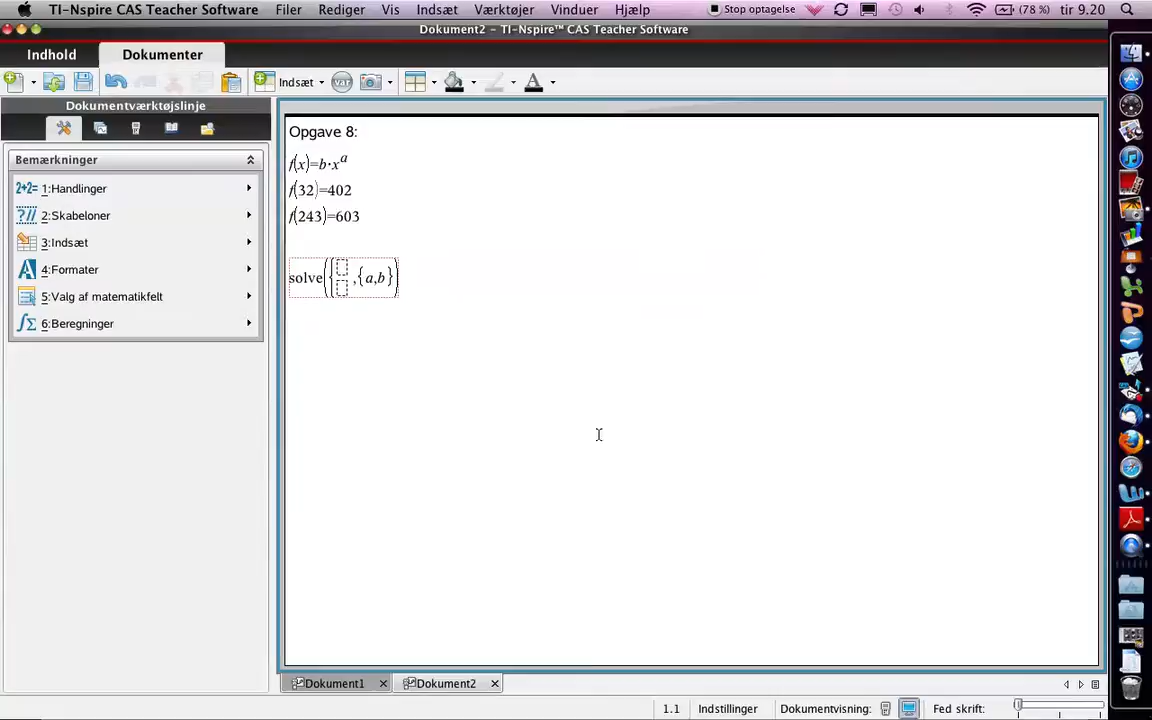 TI-Nspire CAS Teacher Software Filer Rediger Vis Indsæt Værktøjer Vinduer Hjælp Stop optagelse (78 %) tir 9.20
Dokument2 – TI-Nspire™ CAS Teacher Software
Indhold Dokumenter
Indsæt var A
Dokumentværktøjslinje
Bemærkninger
2+2= 1:Handlinger
?// 2:Skabeloner
3:Indsæt
A 4:Formater
5:Valg af matematikfelt
∫Σ 6:Beregninger
Opgave 8:
f(x)=b·x^a
f(32)=402
f(243)=603
solve({ ,{a,b})
Dokument1 Dokument2
1.1 Indstillinger Dokumentvisning: Fed skrift: